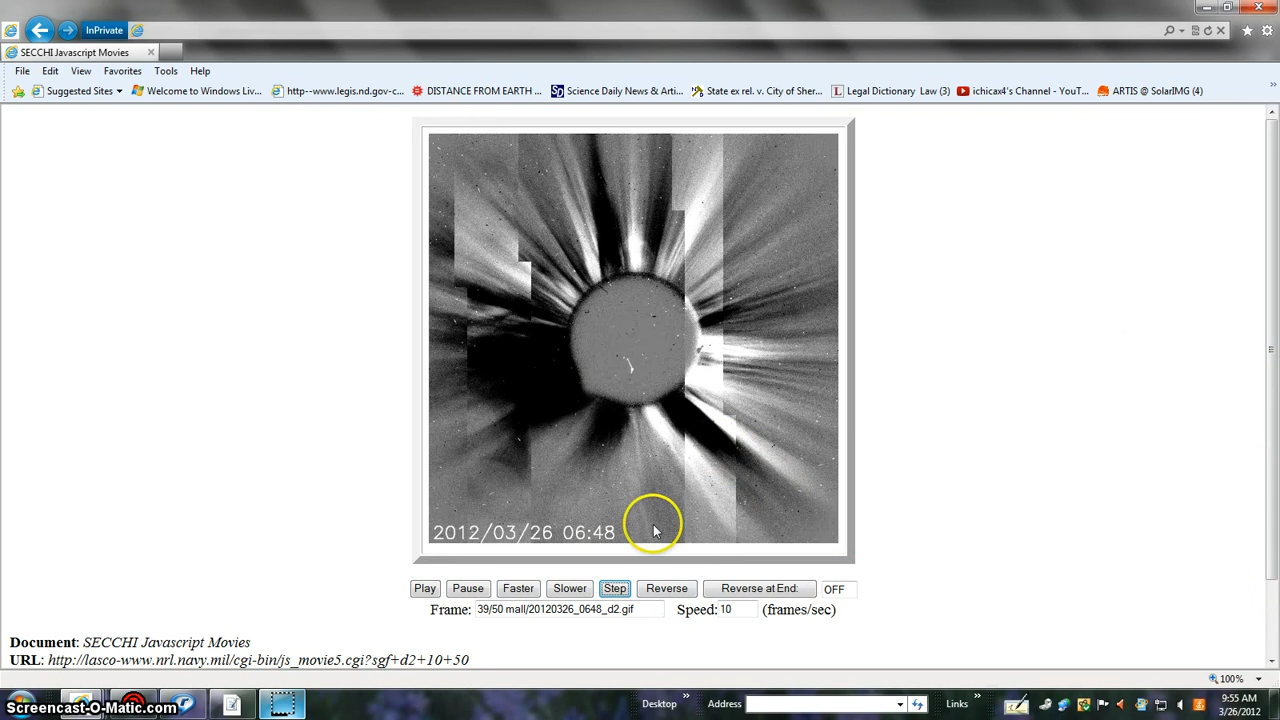 InPrivate
SECCHI Javascript Movies
File Edit View Favorites Tools Help
Suggested Sites Welcome to Windows Liv... http--www.legis.nd.gov-c... DISTANCE FROM EARTH ... Science Daily News & Arti... State ex rel. v. City of Sher... Legal Dictionary Law (3) ichicax4's Channel - YouT... ARTIS @ SolarIMG (4)
2012/03/26 06:48
Play Pause Faster Slower Step Reverse Reverse at End: OFF
Frame: 39/50 mall/20120326_0648_d2.gif Speed: 10 (frames/sec)
Document: SECCHI Javascript Movies
URL: http://lasco-www.nrl.navy.mil/cgi-bin/js_movie5.cgi?sgf+d2+10+50
100%
Desktop Address Links 9:55 AM
Screencast-O-Matic.com 3/26/2012